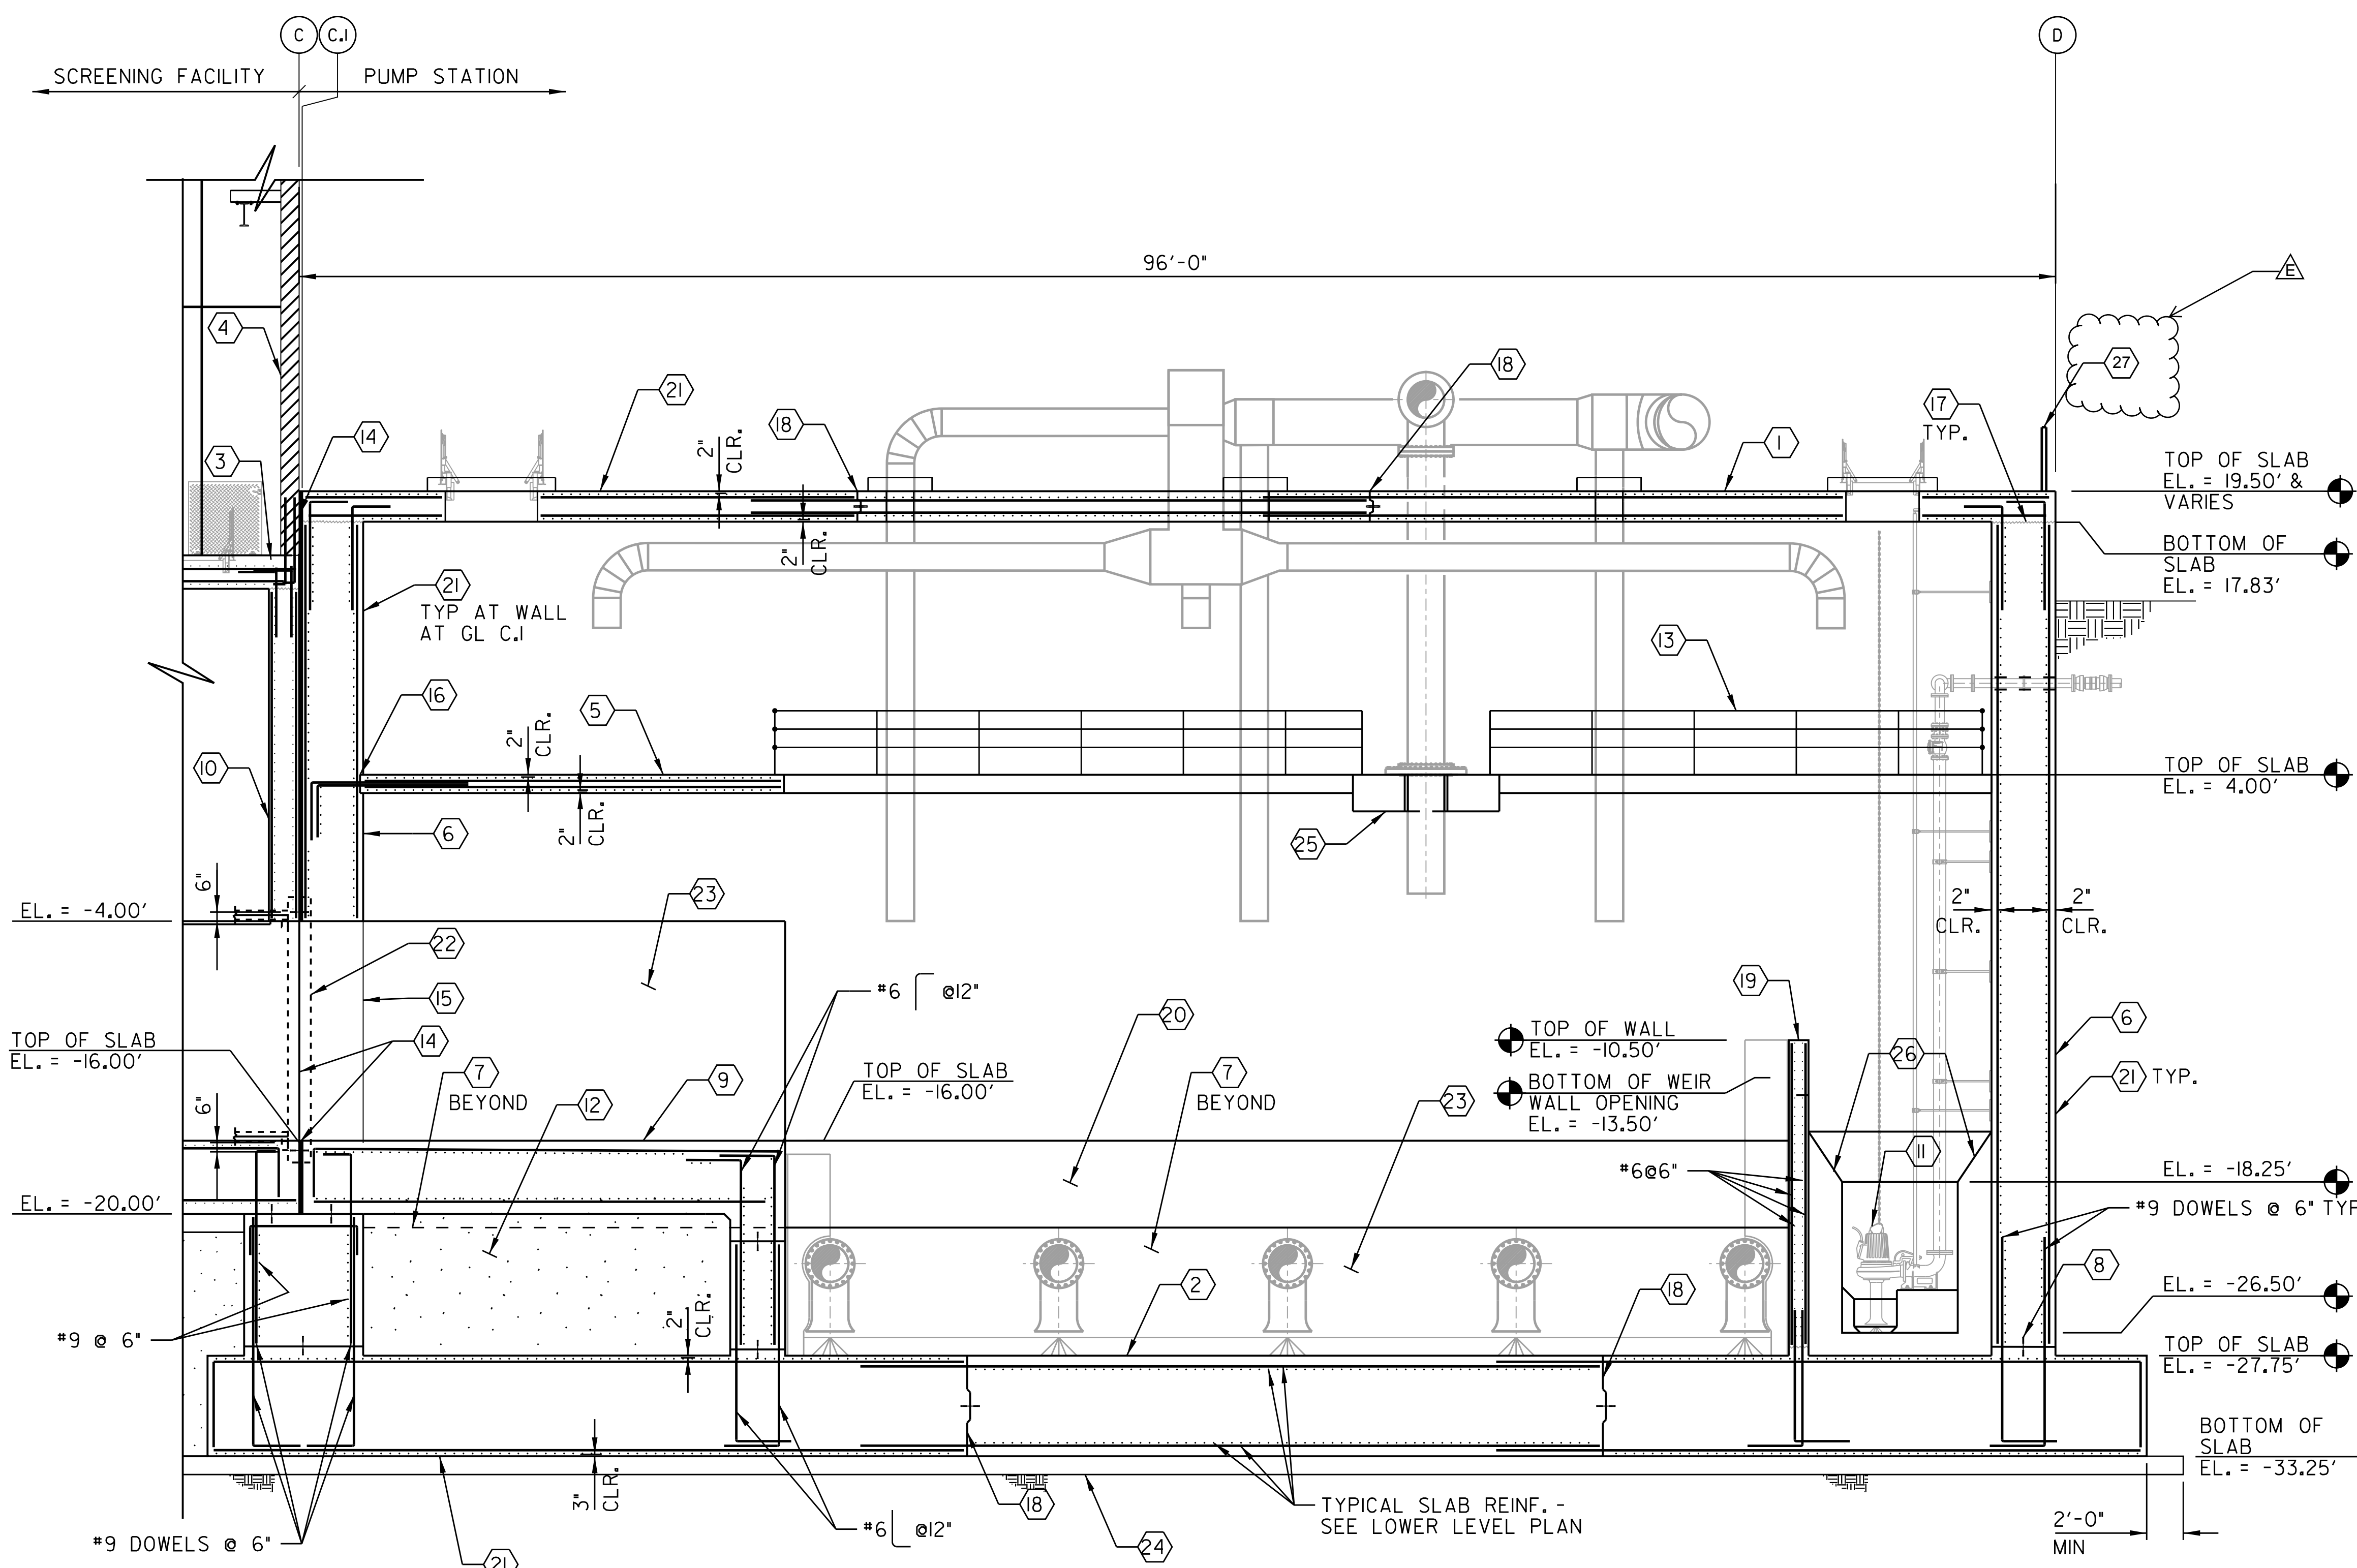 C
C.1
D
SCREENING FACILITY
PUMP STATION
96'-0"
E
4
27
21
18
18
17
TYP.
14
1
3
2"
CLR.
TOP OF SLAB
EL. = 19.50' &
VARIES
BOTTOM OF
SLAB
EL. = 17.83'
2"
CLR.
21
TYP AT WALL
AT GL C.1
13
16
5
2"
CLR.
10
TOP OF SLAB
EL. = 4.00'
6
2"
CLR.
25
6"
23
2"
CLR.
2"
CLR.
EL. = -4.00'
22
#6 @12"
19
15
20
TOP OF WALL
EL. = -10.50'
6
TOP OF SLAB
EL. = -16.00'
14
7
BEYOND
TOP OF SLAB
EL. = -16.00'
9
7
BEYOND
26
BOTTOM OF WEIR
WALL OPENING
EL. = -13.50'
21 TYP.
12
23
6"
11
#6@6"
EL. = -18.25'
EL. = -20.00'
#9 DOWELS @ 6" TYP
8
2
18
EL. = -26.50'
2"
CLR.
#9 @ 6"
TOP OF SLAB
EL. = -27.75'
BOTTOM OF
SLAB
EL. = -33.25'
3"
CLR.
18
TYPICAL SLAB REINF. -
SEE LOWER LEVEL PLAN
#6 @12"
2'-0"
MIN
#9 DOWELS @ 6"
21
24